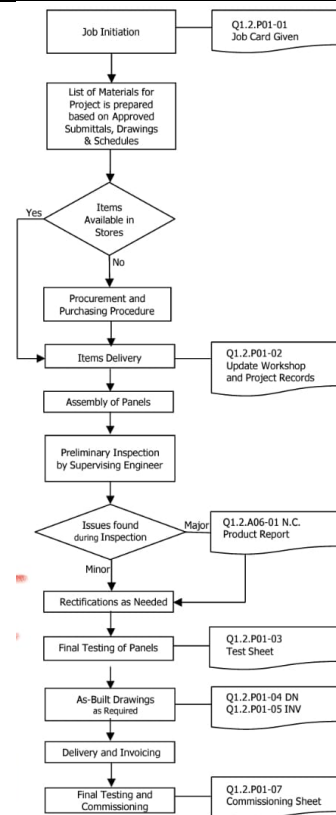 Job Initiation
Q1.2.P01-01
Job Card Given
List of Materials for
Project is prepared
based on Approved
Submittals, Drawings
& Schedules
Items
Available in
Stores
Yes
No
Procurement and
Purchasing Procedure
Items Delivery
Q1.2.P01-02
Update Workshop
and Project Records
Assembly of Panels
Preliminary Inspection
by Supervising Engineer
Issues found
during Inspection
Major
Q1.2.A06-01 N.C.
Product Report
Minor
Rectifications as Needed
Final Testing of Panels
Q1.2.P01-03
Test Sheet
As-Built Drawings
as Required
Q1.2.P01-04 DN
Q1.2.P01-05 INV
Delivery and Invoicing
Final Testing and
Commissioning
Q1.2.P01-07
Commissioning Sheet